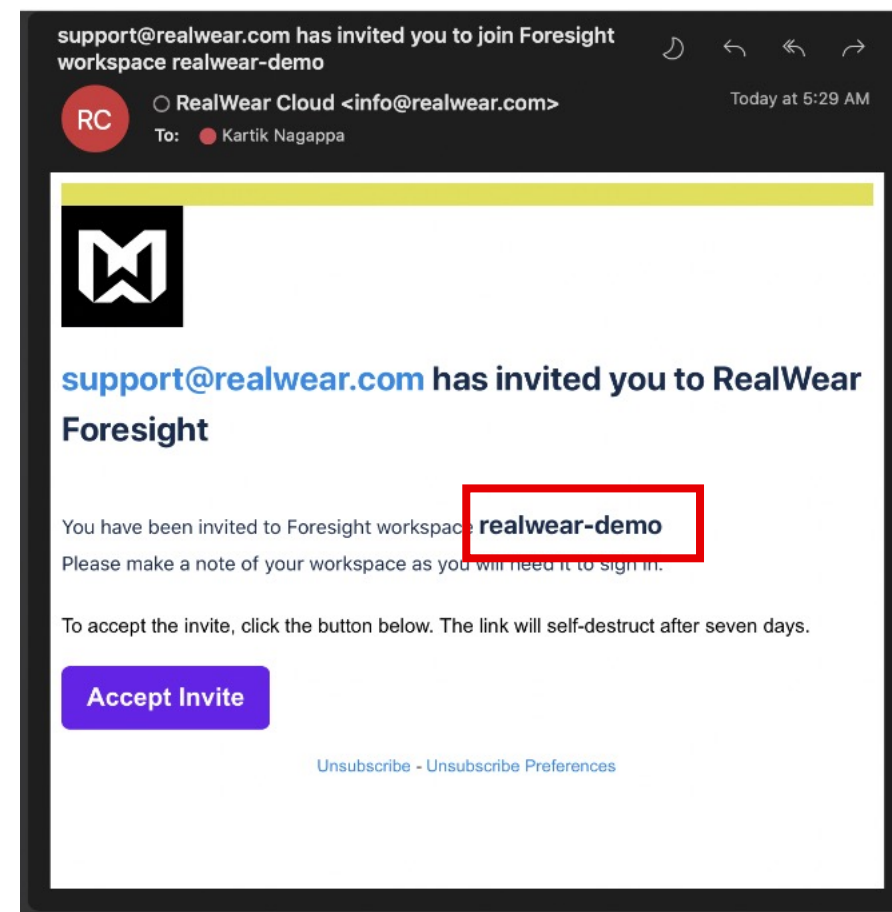 support@realwear.com has invited you to join Foresight
workspace realwear-demo
RC
RealWear Cloud <info@realwear.com>
Today at 5:29 AM
To: Kartik Nagappa
support@realwear.com has invited you to RealWear
Foresight
You have been invited to Foresight workspace realwear-demo
Please make a note of your workspace as you will need it to sign in.
To accept the invite, click the button below. The link will self-destruct after seven days.
Accept Invite
Unsubscribe - Unsubscribe Preferences